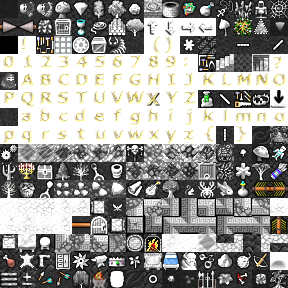 ! ( ) * -
0 1 2 3 4 5 6 7 8 9 : ;
A B C D E F G H I J K L M N O
P Q R S T U V W X Y Z
a b c d e f g h i j k l m n o
p q r s t u v w x y z { | }